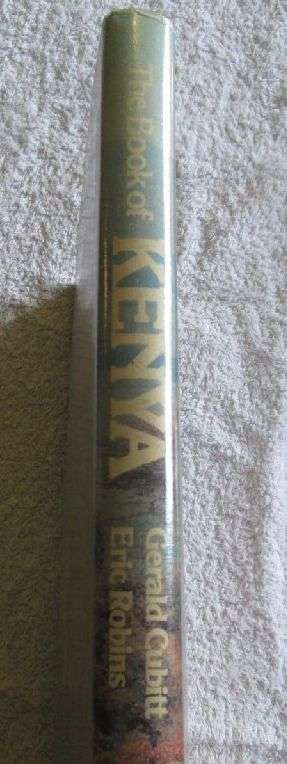 The Book of
KENYA
Gerald Cubitt
Eric Robins